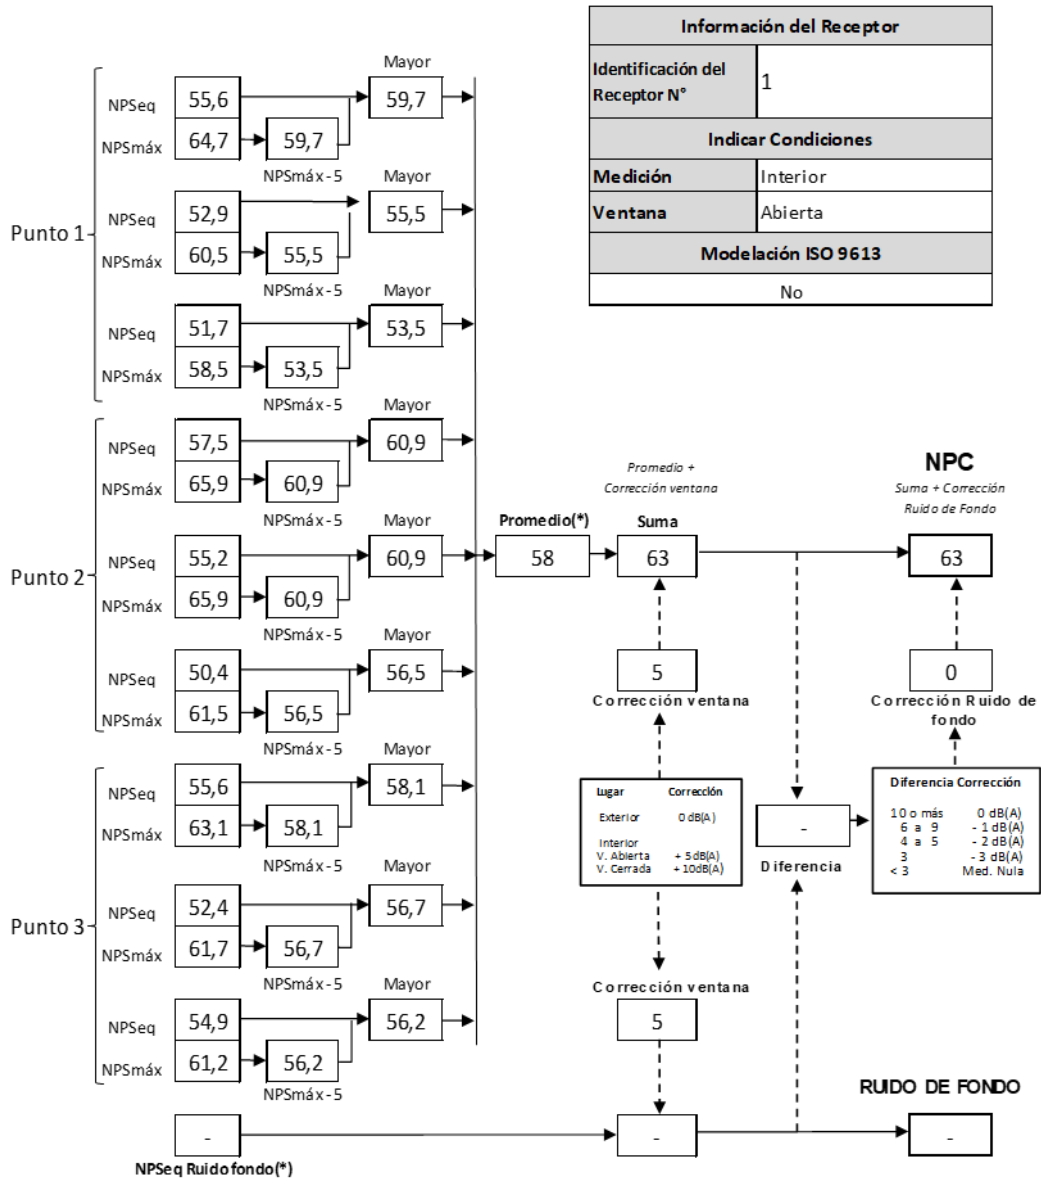 Información del Receptor
Identificación del Receptor N°
1
Indicar Condiciones
Medición
Interior
Ventana
Abierta
Modelación ISO 9613
No
Punto 1
NPSeq
55,6
NPSmáx
64,7
59,7
NPSmáx-5
Mayor
59,7
NPSeq
52,9
NPSmáx
60,5
55,5
NPSmáx-5
Mayor
55,5
NPSeq
51,7
NPSmáx
58,5
53,5
NPSmáx-5
Mayor
53,5
Punto 2
NPSeq
57,5
NPSmáx
65,9
60,9
NPSmáx-5
Mayor
60,9
NPSeq
55,2
NPSmáx
65,9
60,9
NPSmáx-5
Mayor
60,9
NPSeq
50,4
NPSmáx
61,5
56,5
NPSmáx-5
Mayor
56,5
Punto 3
NPSeq
55,6
NPSmáx
63,1
58,1
NPSmáx-5
Mayor
58,1
NPSeq
52,4
NPSmáx
61,7
56,7
NPSmáx-5
Mayor
56,7
NPSeq
54,9
NPSmáx
61,2
56,2
NPSmáx-5
Mayor
56,2
Promedio(*)
58
Promedio +
Corrección ventana
Suma
63
5
Corrección ventana
Lugar Corrección
Exterior 0 dB(A)
Interior
V. Abierta + 5dB(A)
V. Cerrada + 10dB(A)
Corrección ventana
5
NPC
Suma + Corrección
Ruido de Fondo
63
0
Corrección Ruido de
fondo
Diferencia Corrección
10 o más 0 dB(A)
6 a 9 - 1 dB(A)
4 a 5 - 2 dB(A)
3 - 3 dB(A)
< 3 Med. Nula
-
Diferencia
-
NPSeq Ruido fondo(*)
-
RUIDO DE FONDO
-